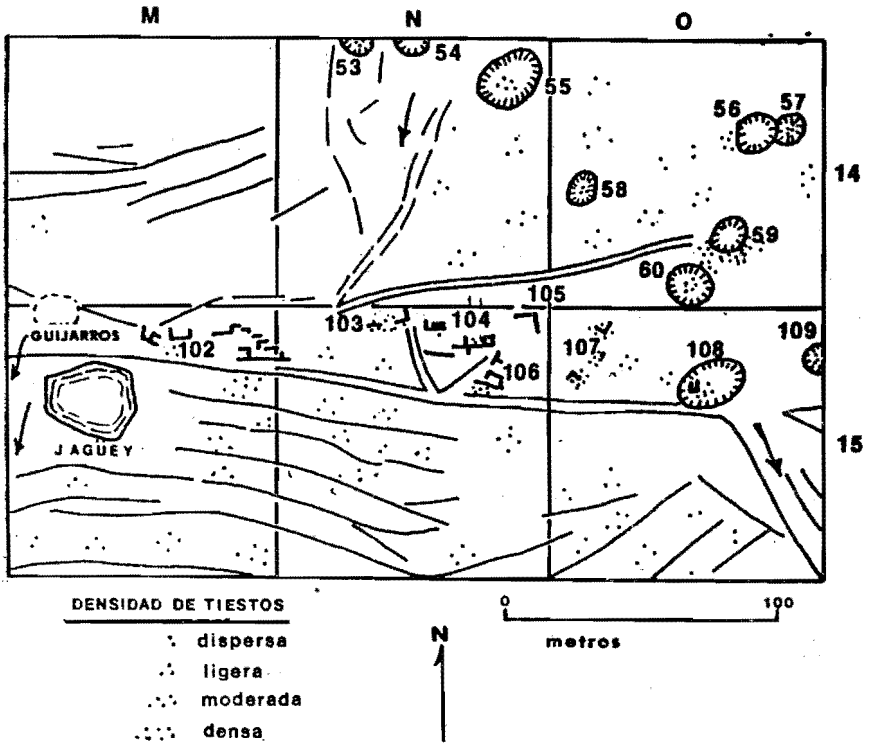 M N O
53 54
55
56 57
14
58
59
60
105
GUIJARROS
103 104
102
107 108 109
106
JAGUEY
15
DENSIDAD DE TIESTOS
dispersa
ligera
moderada
densa
0 100
metros
N